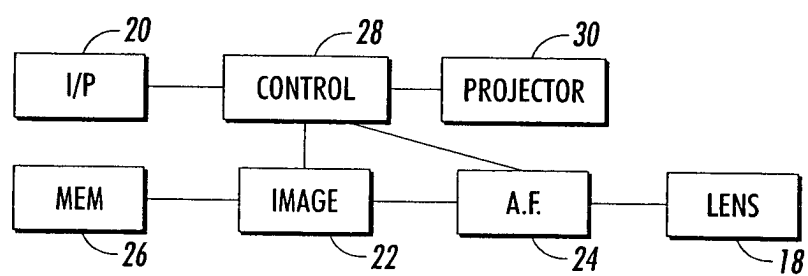 20 28 30
I/P CONTROL PROJECTOR
MEM IMAGE A.F. LENS
26 22 24 18